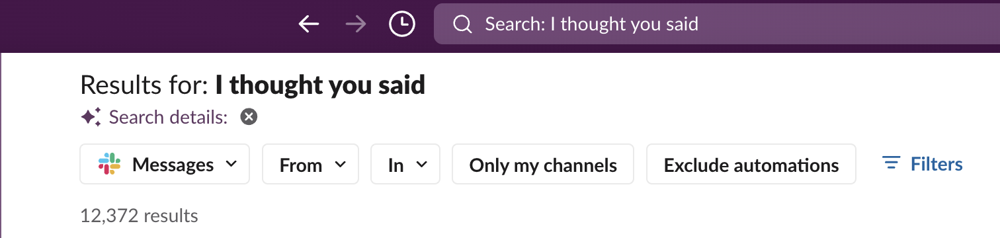 Search: I thought you said
Results for: I thought you said
Search details:
Messages From In Only my channels Exclude automations Filters
12,372 results